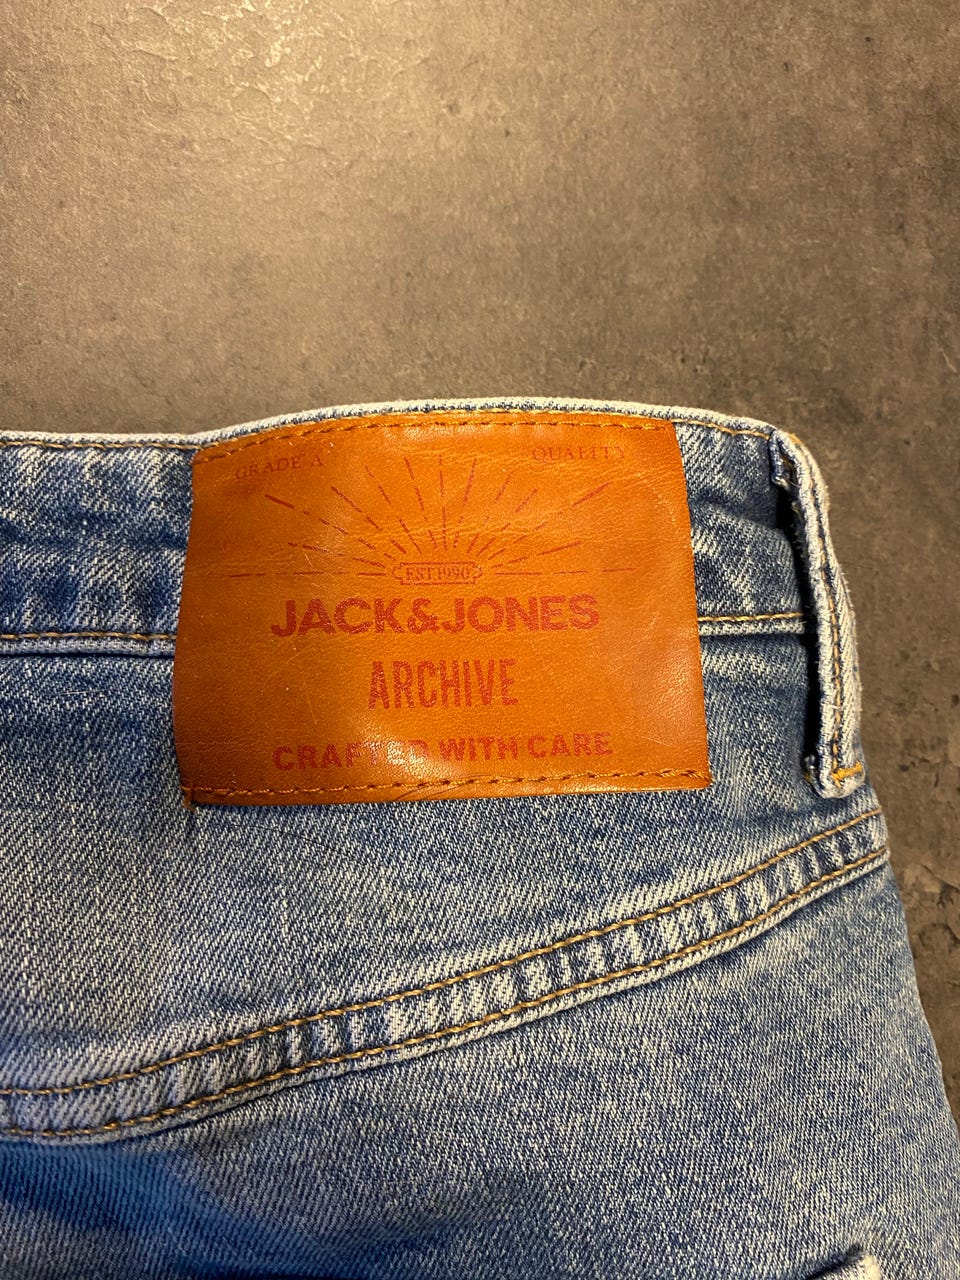 GRADE A QUALITY
EST.1990
JACK&JONES
ARCHIVE
CRAFTED WITH CARE